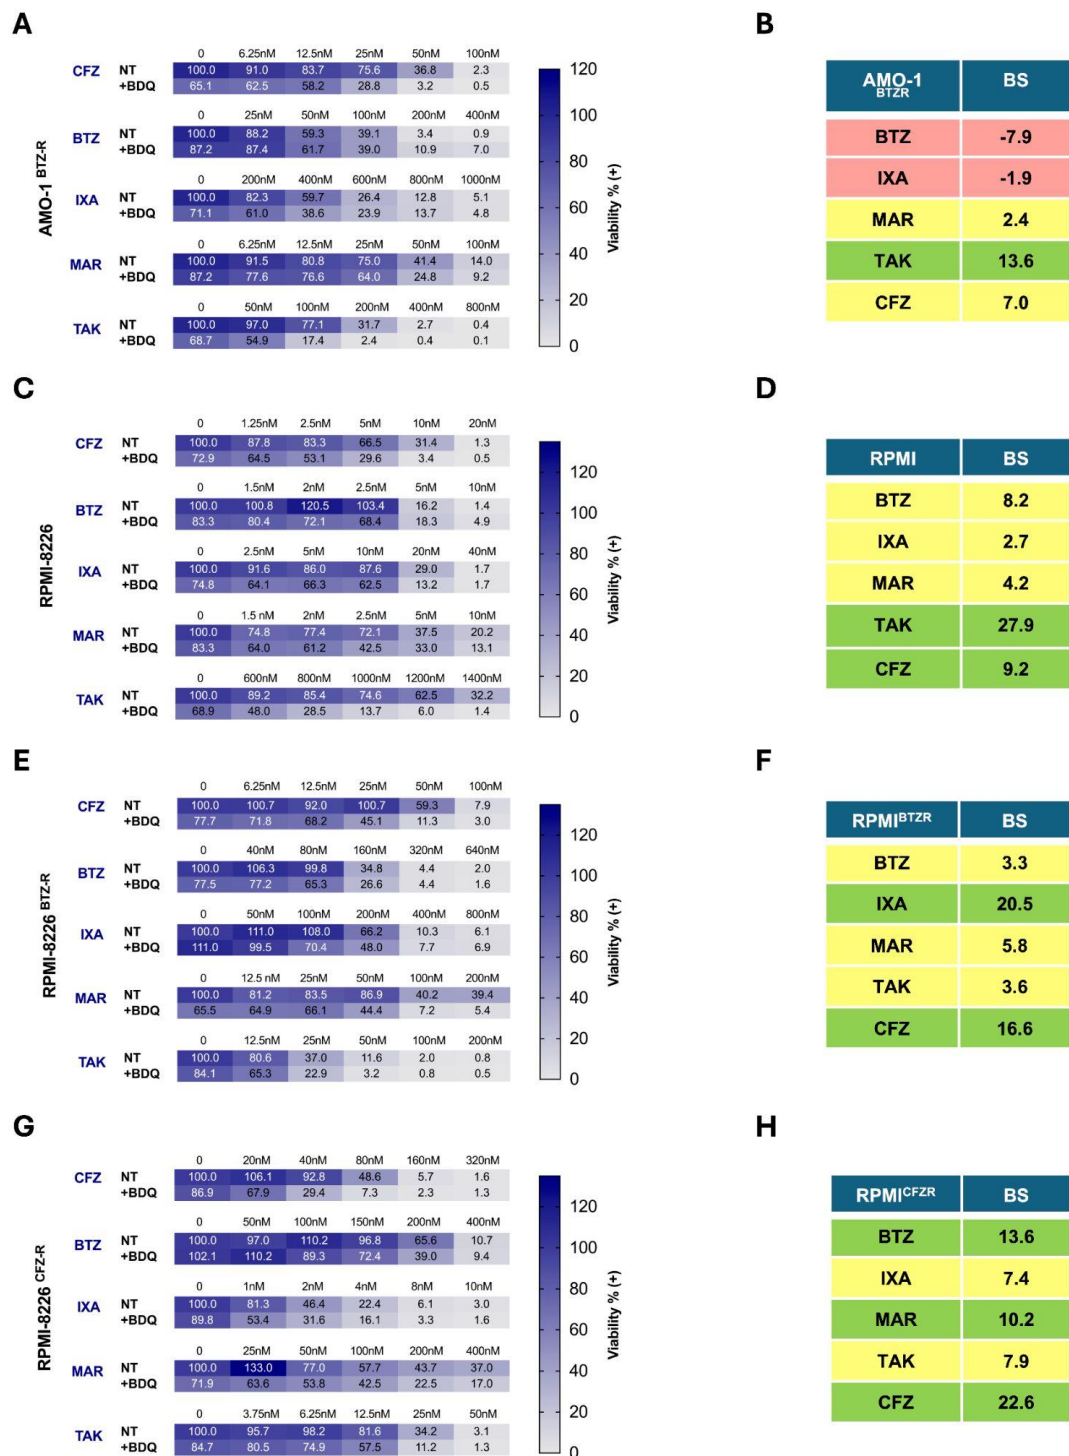 A
B
AMO-1 BTZ-R
0 6.25nM 12.5nM 25nM 50nM 100nM
CFZ NT 100.0 91.0 83.7 75.6 36.8 2.3
+BDQ 65.1 62.5 58.2 28.8 3.2 0.5
0 25nM 50nM 100nM 200nM 400nM
BTZ NT 100.0 88.2 59.3 39.1 3.4 0.9
+BDQ 87.2 87.4 61.7 39.0 10.9 7.0
0 200nM 400nM 600nM 800nM 1000nM
IXA NT 100.0 82.3 59.7 26.4 12.8 5.1
+BDQ 71.1 61.0 38.6 23.9 13.7 4.8
0 6.25nM 12.5nM 25nM 50nM 100nM
MAR NT 100.0 91.5 80.8 75.0 41.4 14.0
+BDQ 87.2 77.6 76.6 64.0 24.8 9.2
0 50nM 100nM 200nM 400nM 800nM
TAK NT 100.0 97.0 77.1 31.7 2.7 0.4
+BDQ 68.7 54.9 17.4 2.4 0.4 0.1
120
100
80
60
40
20
0
Viability % (+)
AMO-1 BTZR BS
BTZ -7.9
IXA -1.9
MAR 2.4
TAK 13.6
CFZ 7.0
C
D
RPMI-8226
0 1.25nM 2.5nM 5nM 10nM 20nM
CFZ NT 100.0 87.8 83.3 66.5 31.4 1.3
+BDQ 72.9 64.5 53.1 29.6 3.4 0.5
0 1.5nM 2nM 2.5nM 5nM 10nM
BTZ NT 100.0 100.8 120.5 103.4 16.2 1.4
+BDQ 83.3 80.4 72.1 68.4 18.3 4.9
0 2.5nM 5nM 10nM 20nM 40nM
IXA NT 100.0 91.6 86.0 87.6 29.0 1.7
+BDQ 74.8 64.1 66.3 62.5 13.2 1.7
0 1.5 nM 2nM 2.5nM 5nM 10nM
MAR NT 100.0 74.8 77.4 72.1 37.5 20.2
+BDQ 83.3 64.0 61.2 42.5 33.0 13.1
0 600nM 800nM 1000nM 1200nM 1400nM
TAK NT 100.0 89.2 85.4 74.6 62.5 32.2
+BDQ 68.9 48.0 28.5 13.7 6.0 1.4
120
100
80
60
40
20
0
Viability % (+)
RPMI BS
BTZ 8.2
IXA 2.7
MAR 4.2
TAK 27.9
CFZ 9.2
E
F
RPMI-8226 BTZ-R
0 6.25nM 12.5nM 25nM 50nM 100nM
CFZ NT 100.0 100.7 92.0 100.7 59.3 7.9
+BDQ 77.7 71.8 68.2 45.1 11.3 3.0
0 40nM 80nM 160nM 320nM 640nM
BTZ NT 100.0 106.3 99.8 34.8 4.4 2.0
+BDQ 77.5 77.2 65.3 26.6 4.4 1.6
0 50nM 100nM 200nM 400nM 800nM
IXA NT 100.0 111.0 108.0 66.2 10.3 6.1
+BDQ 111.0 99.5 70.4 48.0 7.7 6.9
0 12.5 nM 25nM 50nM 100nM 200nM
MAR NT 100.0 81.2 83.5 86.9 40.2 39.4
+BDQ 65.5 64.9 66.1 44.4 7.2 5.4
0 12.5nM 25nM 50nM 100nM 200nM
TAK NT 100.0 80.6 37.0 11.6 2.0 0.8
+BDQ 84.1 65.3 22.9 3.2 0.8 0.5
120
100
80
60
40
20
0
Viability % (+)
RPMIBTZR BS
BTZ 3.3
IXA 20.5
MAR 5.8
TAK 3.6
CFZ 16.6
G
H
RPMI-8226 CFZ-R
0 20nM 40nM 80nM 160nM 320nM
CFZ NT 100.0 106.1 92.8 48.6 5.7 1.6
+BDQ 86.9 67.9 29.4 7.3 2.3 1.3
0 50nM 100nM 150nM 200nM 400nM
BTZ NT 100.0 97.0 110.2 96.8 65.6 10.7
+BDQ 102.1 110.2 89.3 72.4 39.0 9.4
0 1nM 2nM 4nM 8nM 10nM
IXA NT 100.0 81.3 46.4 22.4 6.1 3.0
+BDQ 89.8 53.4 31.6 16.1 3.3 1.6
0 25nM 50nM 100nM 200nM 400nM
MAR NT 100.0 133.0 77.0 57.7 43.7 37.0
+BDQ 71.9 63.6 53.8 42.5 22.5 17.0
0 3.75nM 6.25nM 12.5nM 25nM 50nM
TAK NT 100.0 95.7 98.2 81.6 34.2 3.1
+BDQ 84.7 80.5 74.9 57.5 11.2 1.3
120
100
80
60
40
20
0
Viability % (+)
RPMICFZR BS
BTZ 13.6
IXA 7.4
MAR 10.2
TAK 7.9
CFZ 22.6